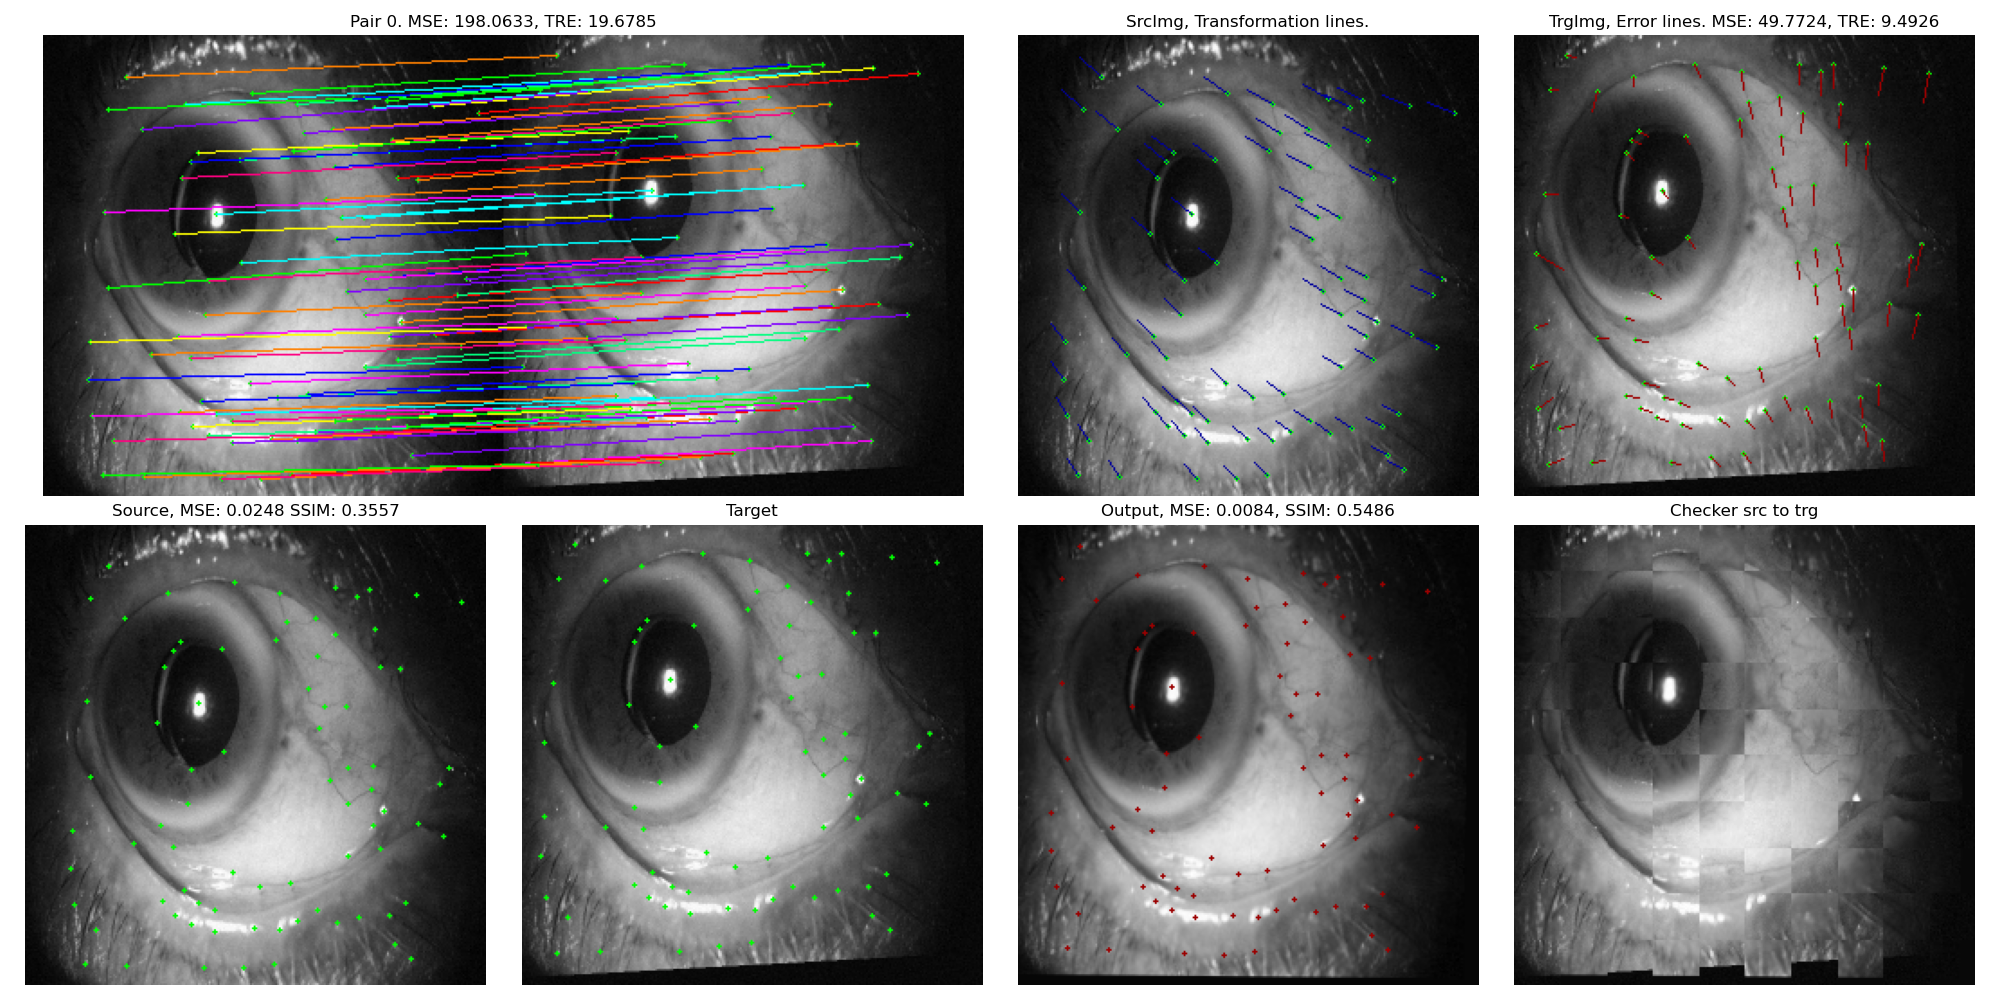 Pair 0. MSE: 198.0633, TRE: 19.6785
SrcImg, Transformation lines.
TrgImg, Error lines. MSE: 49.7724, TRE: 9.4926
Source, MSE: 0.0248 SSIM: 0.3557
Target
Output, MSE: 0.0084, SSIM: 0.5486
Checker src to trg